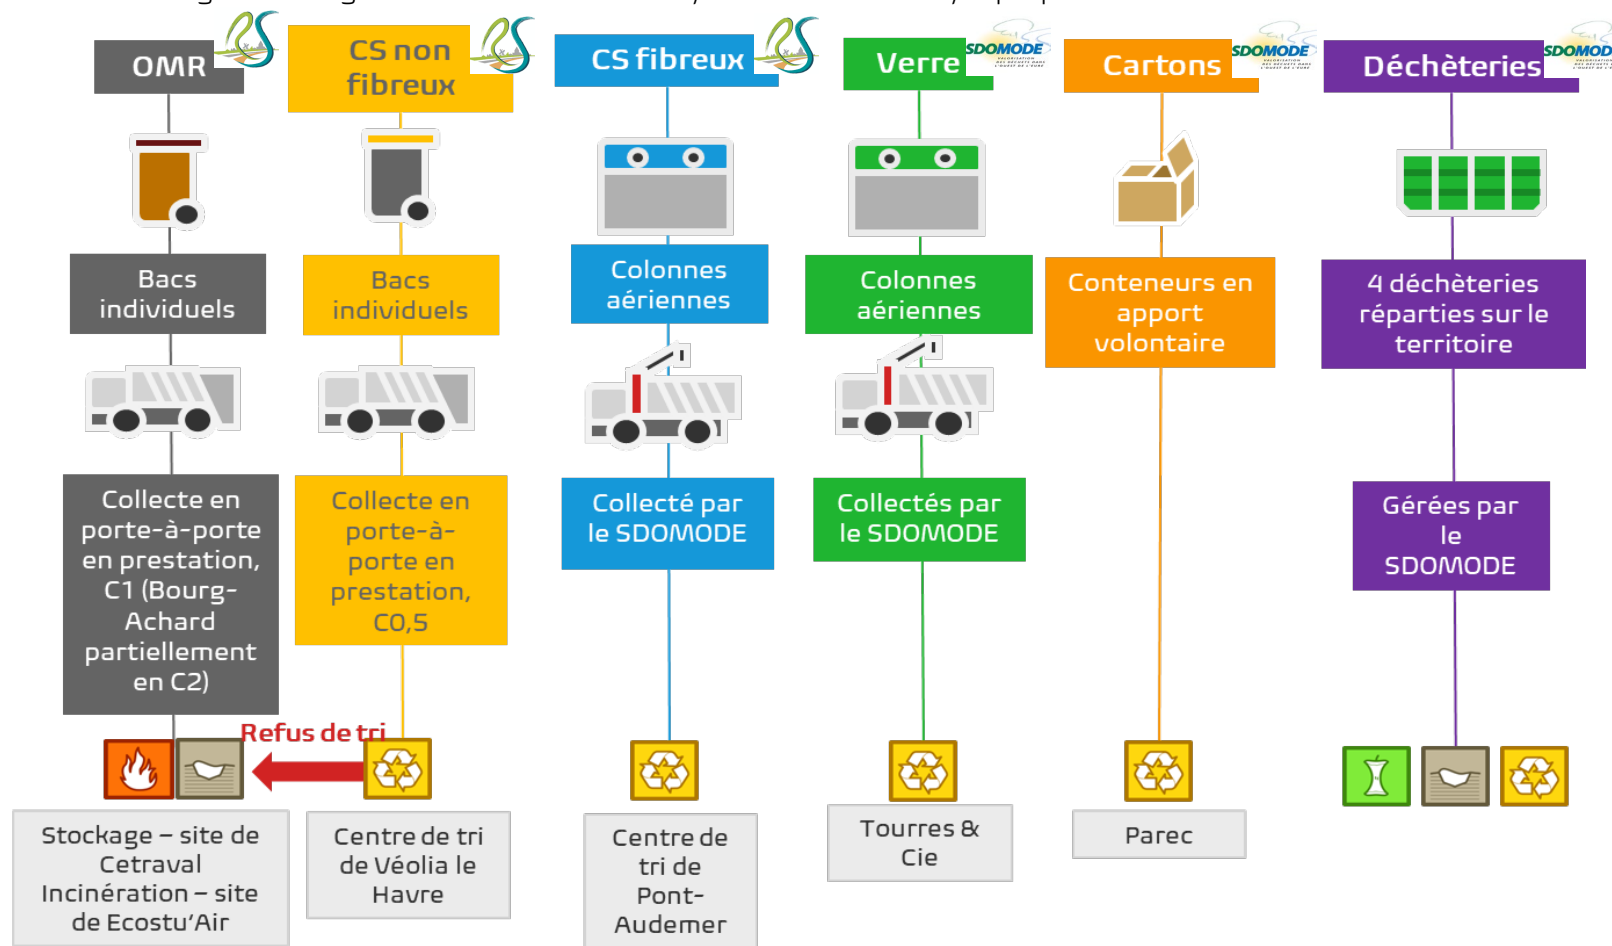 OMR
CS non
fibreux
CS fibreux
Verre
SDOMODE
Cartons
SDOMODE
Déchèteries
SDOMODE
Bacs
individuels
Bacs
individuels
Colonnes
aériennes
Colonnes
aériennes
Conteneurs en
apport
volontaire
4 déchèteries
réparties sur le
territoire
Collecte en
porte-à-porte
en prestation,
C1 (Bourg-
Achard
partiellement
en C2)
Collecte en
porte-à-
porte en
prestation,
C0,5
Collecté par
le SDOMODE
Collectés par
le SDOMODE
Gérées par
le
SDOMODE
Refus de tri
Stockage – site de
Cetraval
Incinération – site
de Ecostu'Air
Centre de tri
de Véolia le
Havre
Centre de
tri de
Pont-
Audemer
Tourres &
Cie
Parec